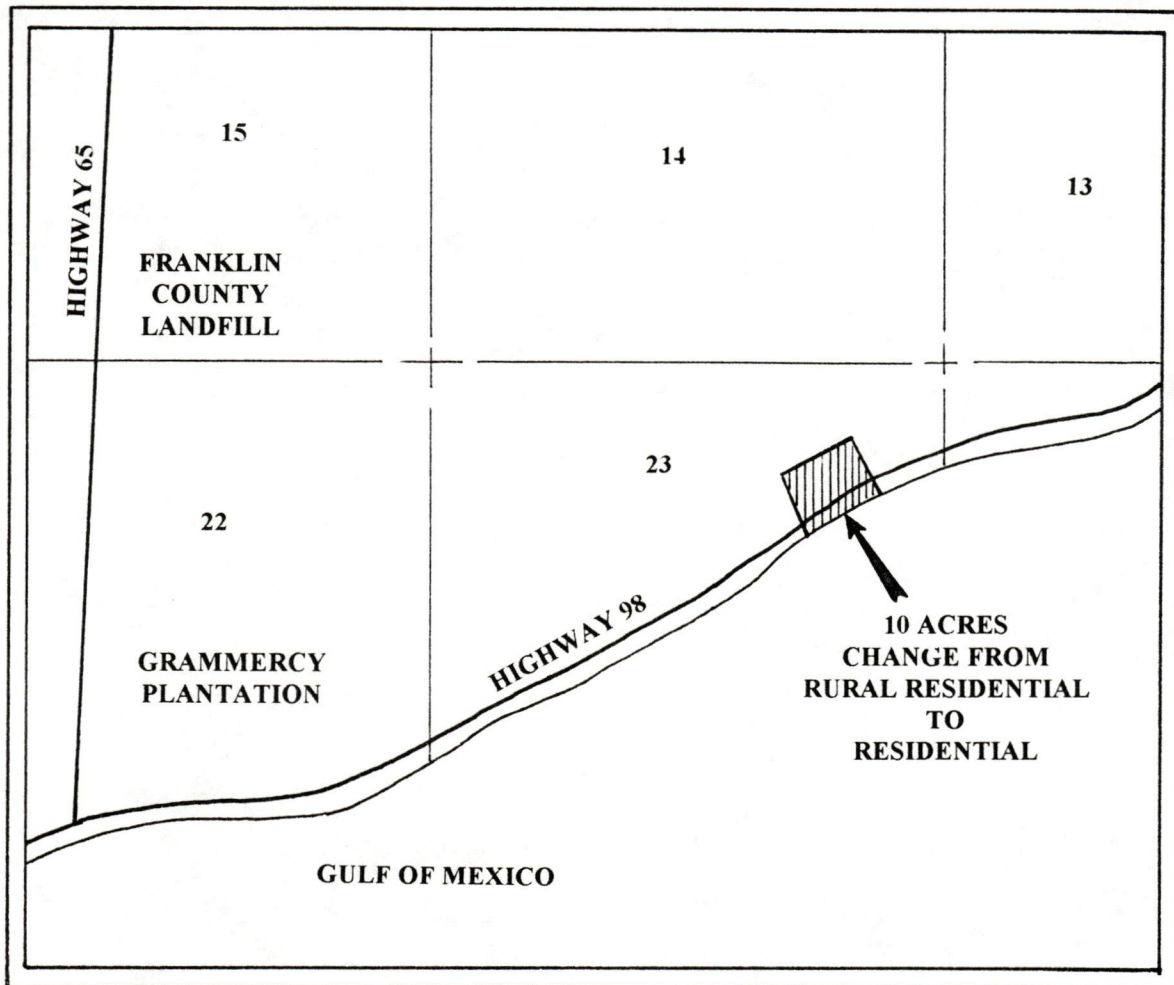 15
14
13
HIGHWAY 65
FRANKLIN
COUNTY
LANDFILL
23
22
HIGHWAY 98
GRAMMERCY
PLANTATION
10 ACRES
CHANGE FROM
RURAL RESIDENTIAL
TO
RESIDENTIAL
GULF OF MEXICO